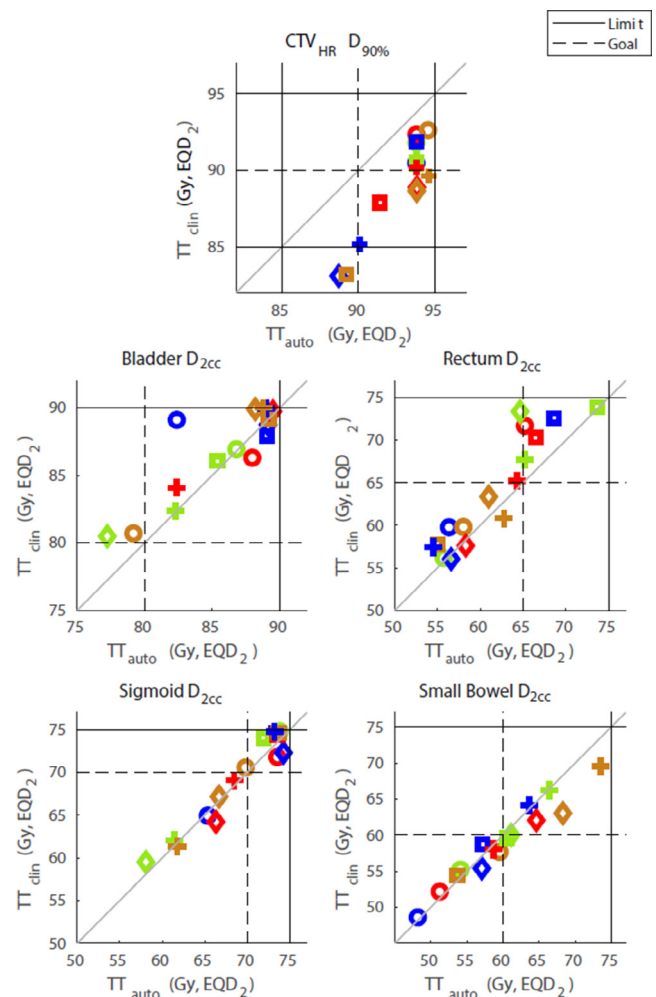 Limit
Goal
CTV_HR D_90%
95
90
85
TT_clin (Gy, EQD_2)
85 90 95
TT_auto (Gy, EQD_2)
Bladder D_2cc
90
85
80
75
TT_clin (Gy, EQD_2)
75 80 85 90
TT_auto (Gy, EQD_2)
Rectum D_2cc
75
70
65
60
55
50
TT_clin (Gy, EQD
50 55 60 65 70 75
TT_auto (Gy, EQD_2)
Sigmoid D_2cc
75
70
65
60
55
50
TT_clin (Gy, EQD_2)
50 55 60 65 70 75
TT_auto (Gy, EQD_2)
Small Bowel D_2cc
75
70
65
60
55
50
TT_clin (Gy, EQD_2)
50 55 60 65 70 75
TT_auto (Gy, EQD_2)